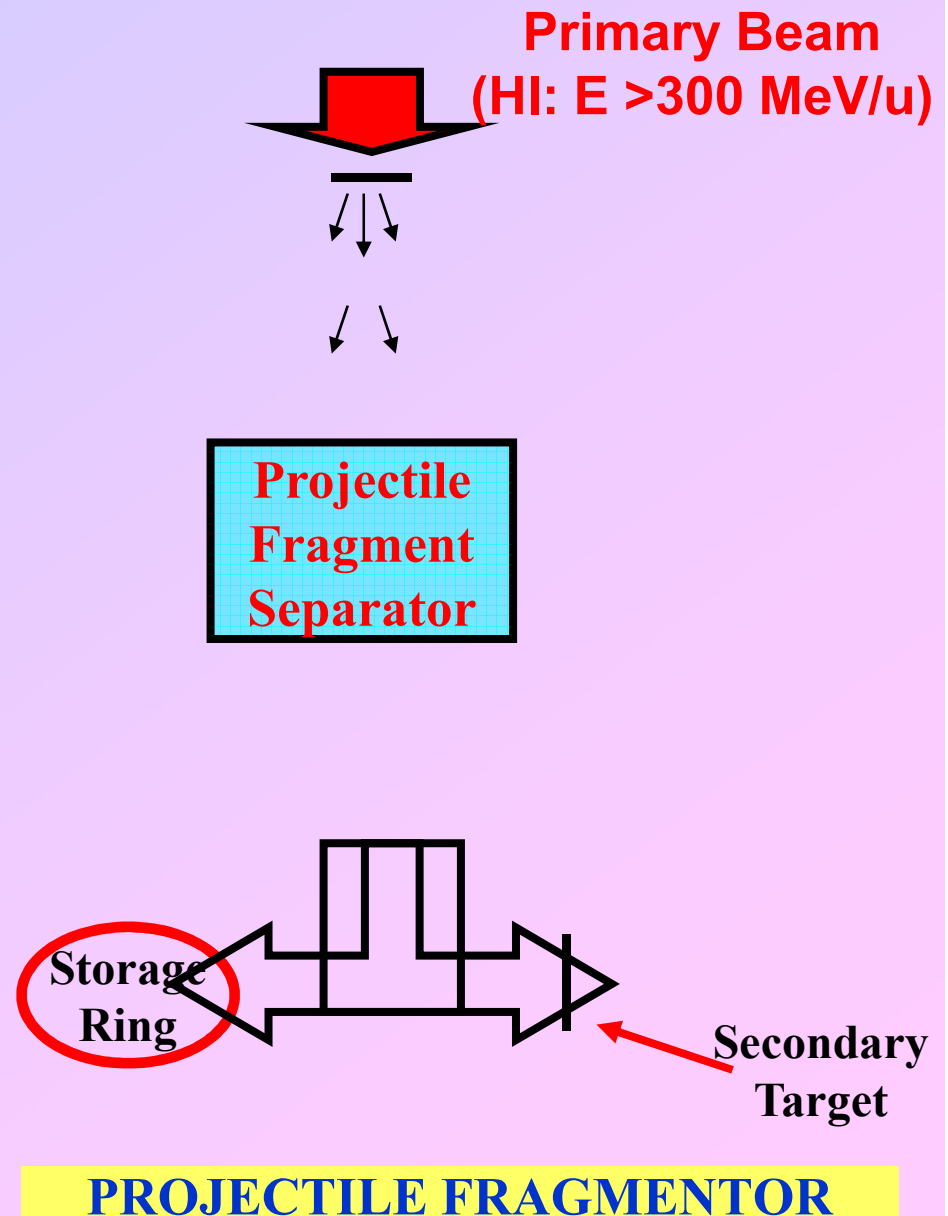 Primary Beam
(HI: E >300 MeV/u)
Projectile
Fragment
Separator
Storage
Ring
Secondary
Target
PROJECTILE FRAGMENTOR